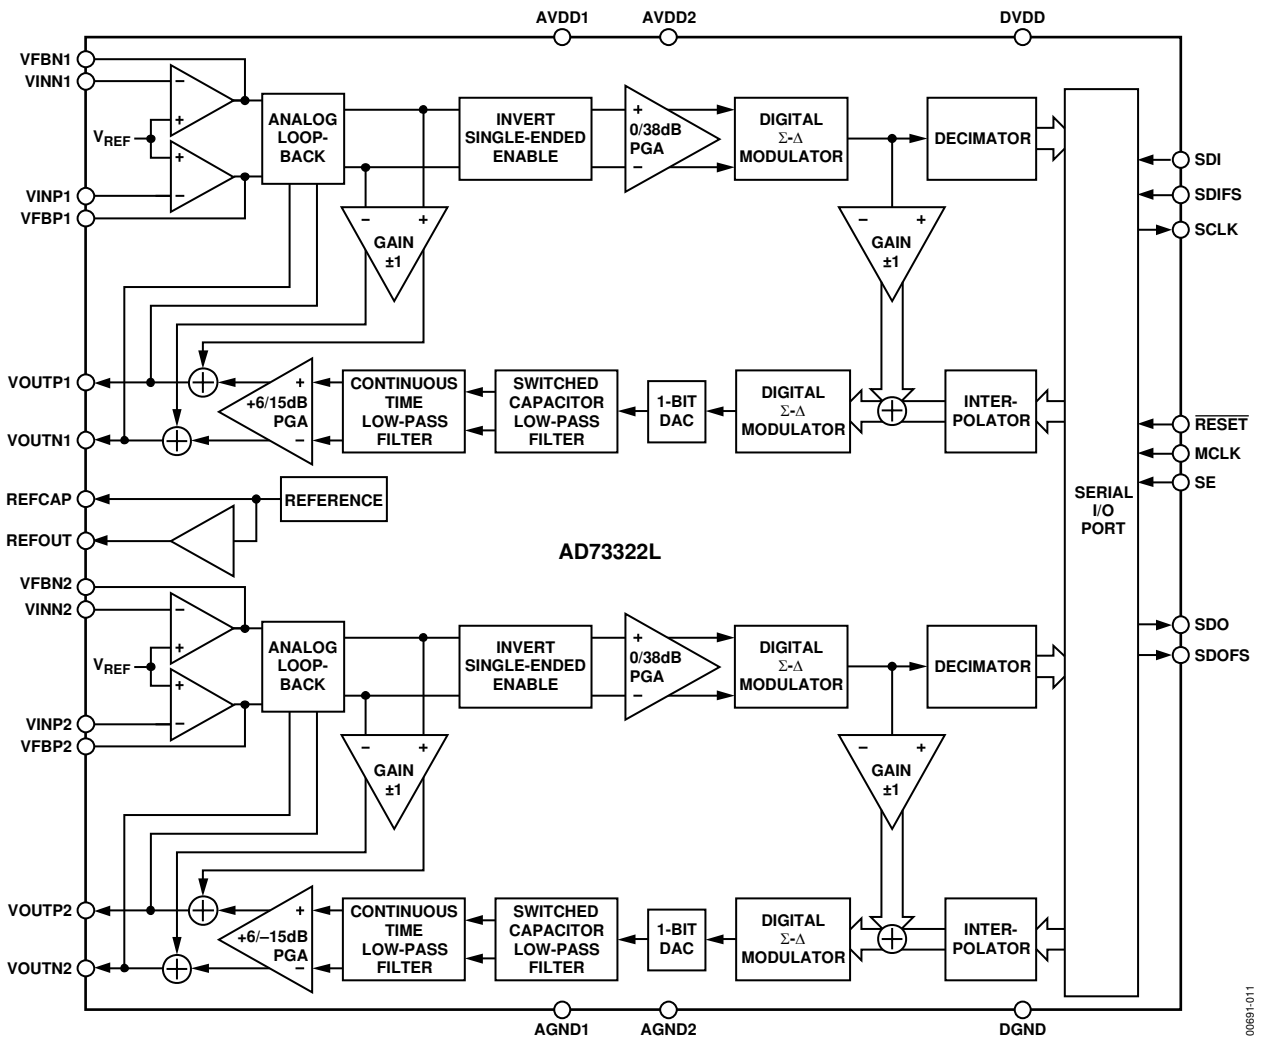 AVDD1 AVDD2 DVDD
VFBN1
VINN1
VREF
VINP1
VFBP1
− + + −
ANALOG
LOOP-
BACK
INVERT
SINGLE-ENDED
ENABLE
+
0/38dB
PGA
−
DIGITAL
Σ-Δ
MODULATOR
DECIMATOR
− +
GAIN
±1
− +
GAIN
±1
SDI
SDIFS
SCLK
VOUTP1
VOUTN1
+
+6/15dB
PGA
−
CONTINUOUS
TIME
LOW-PASS
FILTER
SWITCHED
CAPACITOR
LOW-PASS
FILTER
1-BIT
DAC
DIGITAL
Σ-Δ
MODULATOR
INTER-
POLATOR
RESET
MCLK
SE
REFCAP
REFOUT
REFERENCE
AD73322L
SERIAL
I/O
PORT
VFBN2
VINN2
VREF
VINP2
VFBP2
− + + −
ANALOG
LOOP-
BACK
INVERT
SINGLE-ENDED
ENABLE
+
0/38dB
PGA
−
DIGITAL
Σ-Δ
MODULATOR
DECIMATOR
SDO
SDOFS
− +
GAIN
±1
− +
GAIN
±1
VOUTP2
VOUTN2
+
+6/−15dB
PGA
−
CONTINUOUS
TIME
LOW-PASS
FILTER
SWITCHED
CAPACITOR
LOW-PASS
FILTER
1-BIT
DAC
DIGITAL
Σ-Δ
MODULATOR
INTER-
POLATOR
AGND1 AGND2 DGND
00691-011